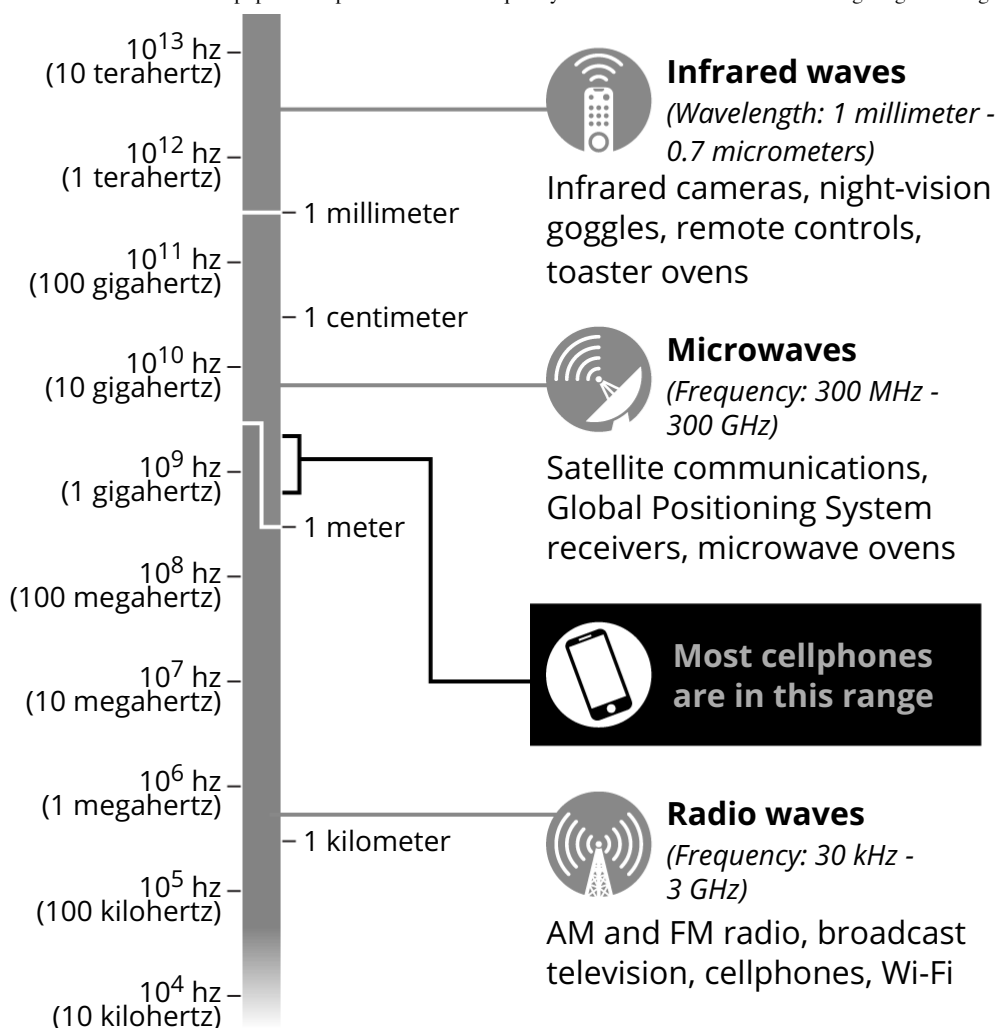 10¹³ hz
(10 terahertz)
10¹² hz
(1 terahertz)
10¹¹ hz
(100 gigahertz)
10¹⁰ hz
(10 gigahertz)
10⁹ hz
(1 gigahertz)
10⁸ hz
(100 megahertz)
10⁷ hz
(10 megahertz)
10⁶ hz
(1 megahertz)
10⁵ hz
(100 kilohertz)
10⁴ hz
(10 kilohertz)
1 millimeter
1 centimeter
1 meter
1 kilometer
Infrared waves
(Wavelength: 1 millimeter -
0.7 micrometers)
Infrared cameras, night-vision
goggles, remote controls,
toaster ovens
Microwaves
(Frequency: 300 MHz -
300 GHz)
Satellite communications,
Global Positioning System
receivers, microwave ovens
Most cellphones
are in this range
Radio waves
(Frequency: 30 kHz -
3 GHz)
AM and FM radio, broadcast
television, cellphones, Wi-Fi